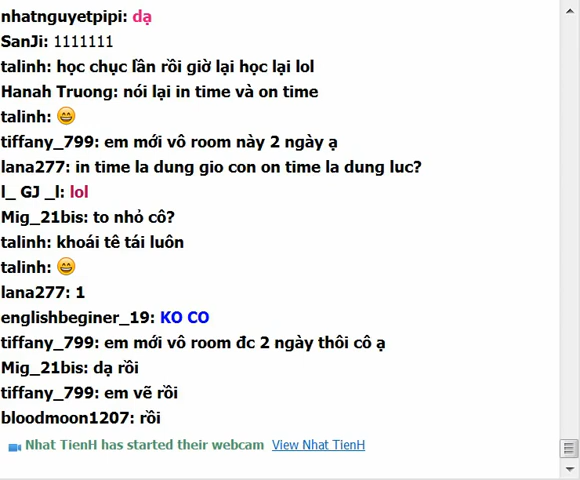 nhatnguyetpipi: dạ
SanJi: 1111111
talinh: học chục lần rồi giờ lại học lại lol
Hanah Truong: nói lại in time và on time
talinh: 😄
tiffany_799: em mới vô room này 2 ngày ạ
lana277: in time la dung gio con on time la dung luc?
l_ GJ _l: lol
Mig_21bis: to nhỏ cô?
talinh: khoái tê tái luôn
talinh: 😄
lana277: 1
englishbeginer_19: KO CO
tiffany_799: em mới vô room đc 2 ngày thôi cô ạ
Mig_21bis: dạ rồi
tiffany_799: em vẽ rồi
bloodmoon1207: rồi
Nhat TienH has started their webcam View Nhat TienH